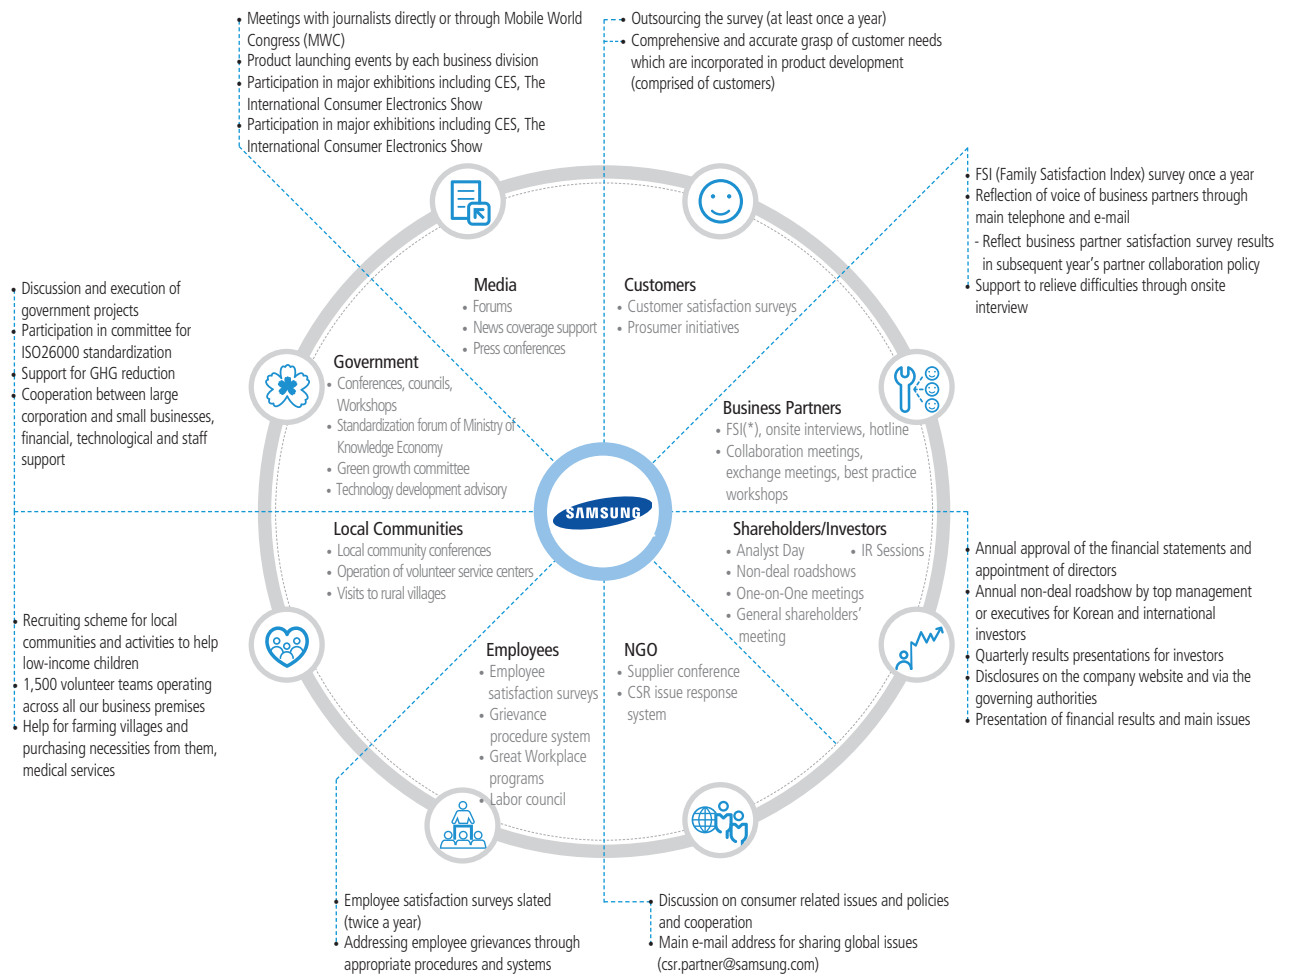 • Meetings with journalists directly or through Mobile World
Congress (MWC)
• Product launching events by each business division
• Participation in major exhibitions including CES, The
International Consumer Electronics Show
• Participation in major exhibitions including CES, The
International Consumer Electronics Show
• Outsourcing the survey (at least once a year)
• Comprehensive and accurate grasp of customer needs
which are incorporated in product development
(comprised of customers)
• FSI (Family Satisfaction Index) survey once a year
• Reflection of voice of business partners through
main telephone and e-mail
- Reflect business partner satisfaction survey results
in subsequent year's partner collaboration policy
• Support to relieve difficulties through onsite
interview
• Discussion and execution of
government projects
• Participation in committee for
ISO26000 standardization
• Support for GHG reduction
• Cooperation between large
corporation and small businesses,
financial, technological and staff
support
Media
• Forums
• News coverage support
• Press conferences
Customers
• Customer satisfaction surveys
• Prosumer initiatives
Government
• Conferences, councils,
Workshops
• Standardization forum of Ministry of
Knowledge Economy
• Green growth committee
• Technology development advisory
Business Partners
• FSI(*), onsite interviews, hotline
• Collaboration meetings,
exchange meetings, best practice
workshops
SAMSUNG
Local Communities
• Local community conferences
• Operation of volunteer service centers
• Visits to rural villages
Shareholders/Investors
• Analyst Day • IR Sessions
• Non-deal roadshows
• One-on-One meetings
• General shareholders'
meeting
Employees
• Employee
satisfaction surveys
• Grievance
procedure system
• Great Workplace
programs
• Labor council
NGO
• Supplier conference
• CSR issue response
system
• Recruiting scheme for local
communities and activities to help
low-income children
• 1,500 volunteer teams operating
across all our business premises
• Help for farming villages and
purchasing necessities from them,
medical services
• Annual approval of the financial statements and
appointment of directors
• Annual non-deal roadshow by top management
or executives for Korean and international
investors
• Quarterly results presentations for investors
• Disclosures on the company website and via the
governing authorities
• Presentation of financial results and main issues
• Employee satisfaction surveys slated
(twice a year)
• Addressing employee grievances through
appropriate procedures and systems
• Discussion on consumer related issues and policies
and cooperation
• Main e-mail address for sharing global issues
(csr.partner@samsung.com)